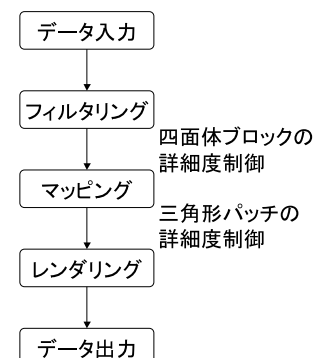 データ入力
フィルタリング
四面体ブロックの
詳細度制御
マッピング
三角形パッチの
詳細度制御
レンダリング
データ出力